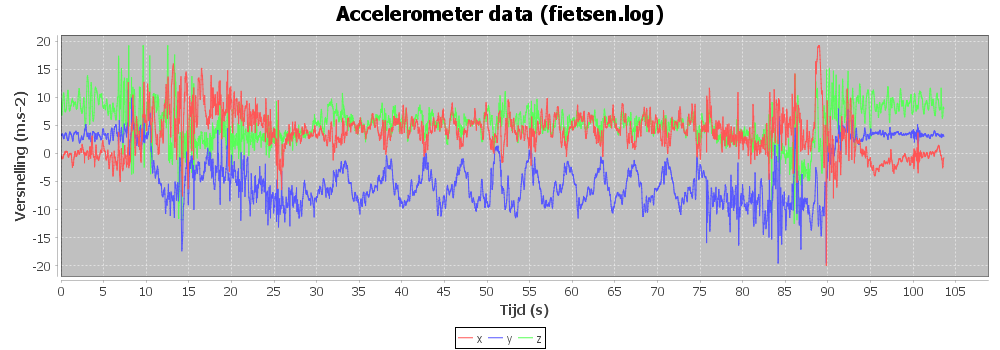 Accelerometer data (fietsen.log)
Versnelling (m.s-2)
20
15
10
5
0
-5
-10
-15
-20
0 5 10 15 20 25 30 35 40 45 50 55 60 65 70 75 80 85 90 95 100 105
Tijd (s)
x y z